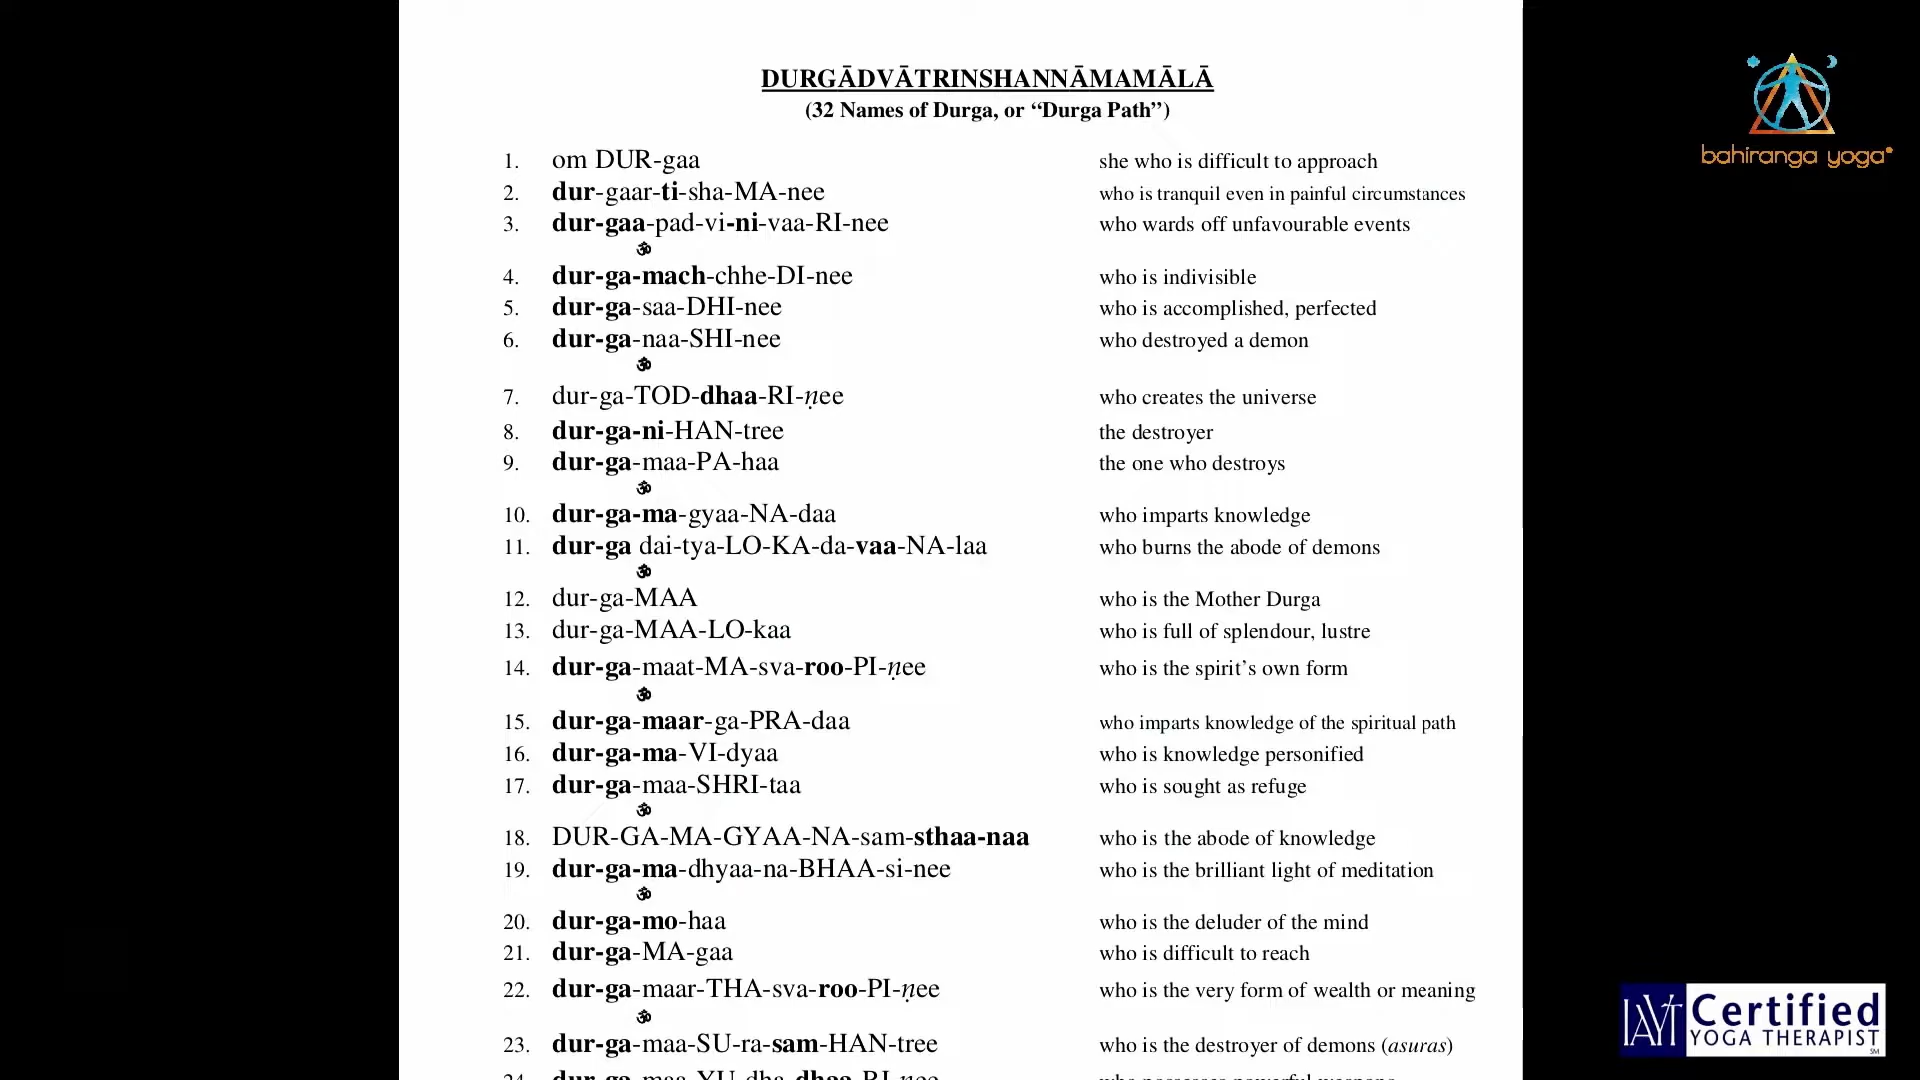 DURGĀDVĀTRINSHANNĀMAMĀLĀ
(32 Names of Durga, or “Durga Path”)
1. om DUR-gaa she who is difficult to approach
2. dur-gaar-ti-sha-MA-nee who is tranquil even in painful circumstances
3. dur-gaa-pad-vi-ni-vaa-RI-nee who wards off unfavourable events
ॐ
4. dur-ga-mach-chhe-DI-nee who is indivisible
5. dur-ga-saa-DHI-nee who is accomplished, perfected
6. dur-ga-naa-SHI-nee who destroyed a demon
ॐ
7. dur-ga-TOD-dhaa-RI-ṇee who creates the universe
8. dur-ga-ni-HAN-tree the destroyer
9. dur-ga-maa-PA-haa the one who destroys
ॐ
10. dur-ga-ma-gyaa-NA-daa who imparts knowledge
11. dur-ga dai-tya-LO-KA-da-vaa-NA-laa who burns the abode of demons
ॐ
12. dur-ga-MAA who is the Mother Durga
13. dur-ga-MAA-LO-kaa who is full of splendour, lustre
14. dur-ga-maat-MA-sva-roo-PI-ṇee who is the spirit’s own form
ॐ
15. dur-ga-maar-ga-PRA-daa who imparts knowledge of the spiritual path
16. dur-ga-ma-VI-dyaa who is knowledge personified
17. dur-ga-maa-SHRI-taa who is sought as refuge
ॐ
18. DUR-GA-MA-GYAA-NA-sam-sthaa-naa who is the abode of knowledge
19. dur-ga-ma-dhyaa-na-BHAA-si-nee who is the brilliant light of meditation
ॐ
20. dur-ga-mo-haa who is the deluder of the mind
21. dur-ga-MA-gaa who is difficult to reach
22. dur-ga-maar-THA-sva-roo-PI-ṇee who is the very form of wealth or meaning
ॐ
23. dur-ga-maa-SU-ra-sam-HAN-tree who is the destroyer of demons (asuras)
24. dur-ga-maa-YU-dha-dhaa-RI-nee who possesses powerful weapons
bahiranga yoga
IAYT Certified
YOGA THERAPIST